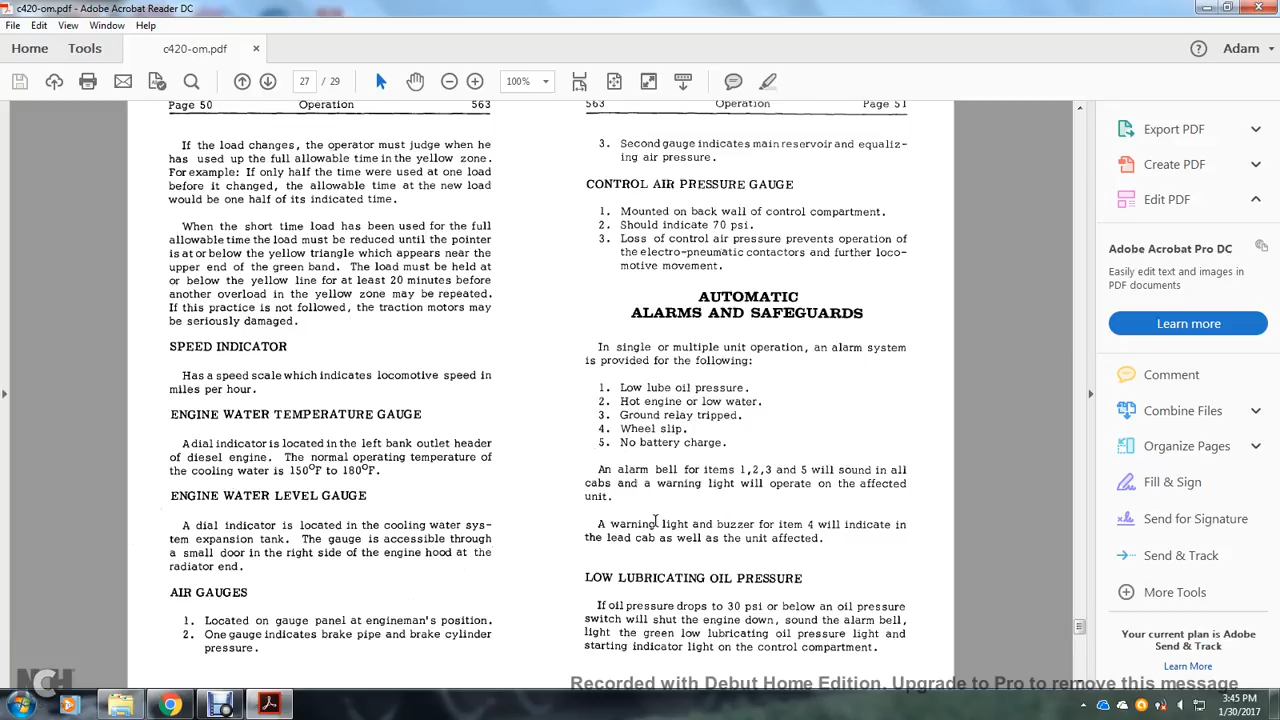 c420-om.pdf - Adobe Acrobat Reader DC
File Edit View Window Help
Home Tools c420-om.pdf × Adam
27 / 29 100%
Page 50 Operation 563
If the load changes, the operator must judge when he
has used up the full allowable time in the yellow zone.
For example: If only half the time were used at one load
before it changed, the allowable time at the new load
would be one half of its indicated time.
When the short time load has been used for the full
allowable time the load must be reduced until the pointer
is at or below the yellow triangle which appears near the
upper end of the green band. The load must be held at
or below the yellow line for at least 20 minutes before
another overload in the yellow zone may be repeated.
If this practice is not followed, the traction motors may
be seriously damaged.
SPEED INDICATOR
Has a speed scale which indicates locomotive speed in
miles per hour.
ENGINE WATER TEMPERATURE GAUGE
A dial indicator is located in the left bank outlet header
of diesel engine. The normal operating temperature of
the cooling water is 150°F to 180°F.
ENGINE WATER LEVEL GAUGE
A dial indicator is located in the cooling water sys-
tem expansion tank. The gauge is accessible through
a small door in the right side of the engine hood at the
radiator end.
AIR GAUGES
1. Located on gauge panel at engineman's position.
2. One gauge indicates brake pipe and brake cylinder
pressure.
563 Operation Page 51
3. Second gauge indicates main reservoir and equaliz-
ing air pressure.
CONTROL AIR PRESSURE GAUGE
1. Mounted on back wall of control compartment.
2. Should indicate 70 psi.
3. Loss of control air pressure prevents operation of
the electro-pneumatic contactors and further loco-
motive movement.
AUTOMATIC
ALARMS AND SAFEGUARDS
In single or multiple unit operation, an alarm system
is provided for the following:
1. Low lube oil pressure.
2. Hot engine or low water.
3. Ground relay tripped.
4. Wheel slip.
5. No battery charge.
An alarm bell for items 1,2,3 and 5 will sound in all
cabs and a warning light will operate on the affected
unit.
A warning light and buzzer for item 4 will indicate in
the lead cab as well as the unit affected.
LOW LUBRICATING OIL PRESSURE
If oil pressure drops to 30 psi or below an oil pressure
switch will shut the engine down, sound the alarm bell,
light the green low lubricating oil pressure light and
starting indicator light on the control compartment.
Export PDF
Create PDF
Edit PDF
Adobe Acrobat Pro DC
Easily edit text and images in
PDF documents
Learn more
Comment
Combine Files
Organize Pages
Fill & Sign
Send for Signature
Send & Track
More Tools
Your current plan is Adobe
Send & Track
Learn More
NCH
Recorded with Debut Home Edition. Upgrade to Pro to remove this message
3:45 PM
1/30/2017